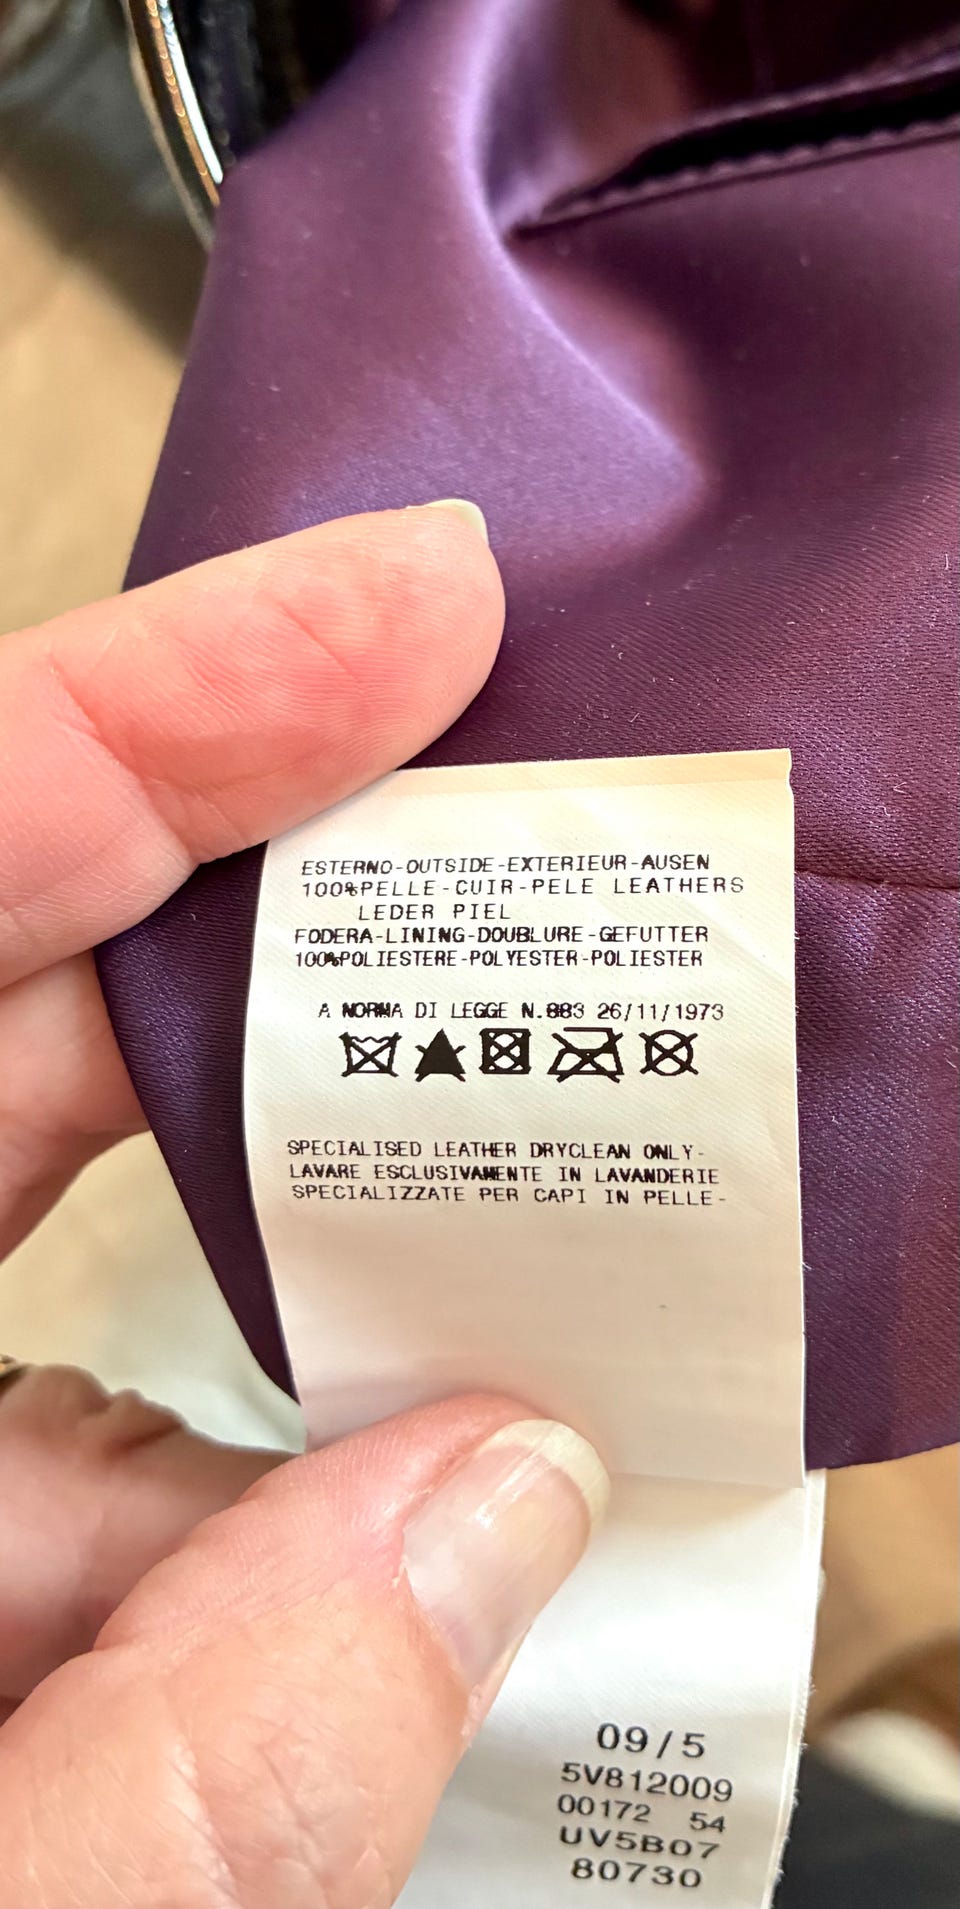 ESTERNO-OUTSIDE-EXTERIEUR-AUSEN
100%PELLE-CUIR-PELE LEATHERS
LEDER PIEL
FODERA-LINING-DOUBLURE-GEFUTTER
100%POLIESTERE-POLYESTER-POLIESTER
A NORMA DI LEGGE N.883 26/11/1973
SPECIALISED LEATHER DRYCLEAN ONLY-
LAVARE ESCLUSIVAMENTE IN LAVANDERIE
SPECIALIZZATE PER CAPI IN PELLE-
09/5
5V812009
00172 54
UV5B07
80730